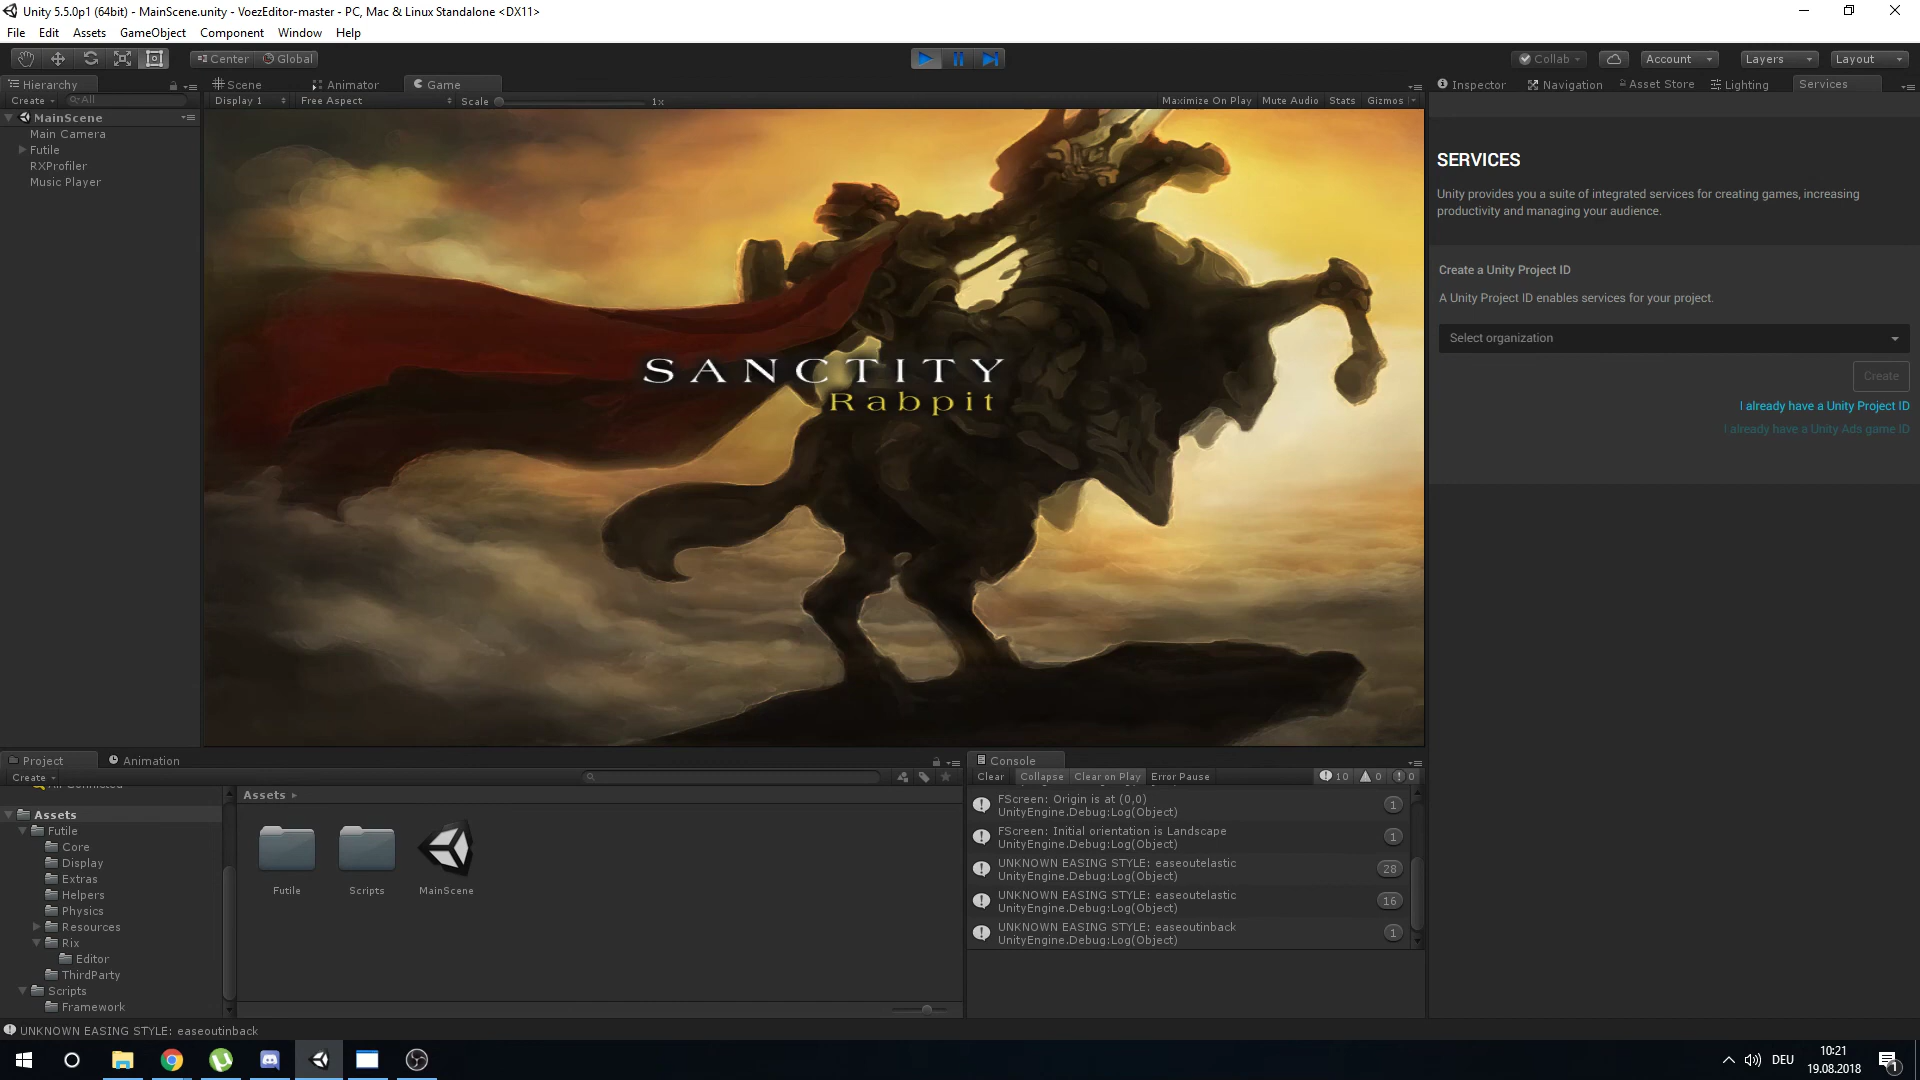 Unity 5.5.0p1 (64bit) - MainScene.unity - VoezEditor-master - PC, Mac & Linux Standalone <DX11>
File Edit Assets GameObject Component Window Help
Center Global
Collab Account Layers Layout
Hierarchy
Create All
MainScene
Main Camera
Futile
RXProfiler
Music Player
Scene Animator Game
Display 1 Free Aspect Scale 1x Maximize On Play Mute Audio Stats Gizmos
SANCTITY
Rabpit
Inspector Navigation Asset Store Lighting Services
SERVICES
Unity provides you a suite of integrated services for creating games, increasing
productivity and managing your audience.
Create a Unity Project ID
A Unity Project ID enables services for your project.
Select organization
Create
I already have a Unity Project ID
I already have a Unity Ads game ID
Project Animation
Create
Assets
Futile
Core
Display
Extras
Helpers
Physics
Resources
Rix
Editor
ThirdParty
Scripts
Framework
Assets
Futile Scripts MainScene
Console
Clear Collapse Clear on Play Error Pause 10 0 0
FScreen: Origin is at (0,0)
UnityEngine.Debug:Log(Object) 1
FScreen: Initial orientation is Landscape
UnityEngine.Debug:Log(Object) 1
UNKNOWN EASING STYLE: easeoutelastic
UnityEngine.Debug:Log(Object) 28
UNKNOWN EASING STYLE: easeoutelastic
UnityEngine.Debug:Log(Object) 16
UNKNOWN EASING STYLE: easeoutinback
UnityEngine.Debug:Log(Object) 1
UNKNOWN EASING STYLE: easeoutinback
DEU
10:21
19.08.2018
1